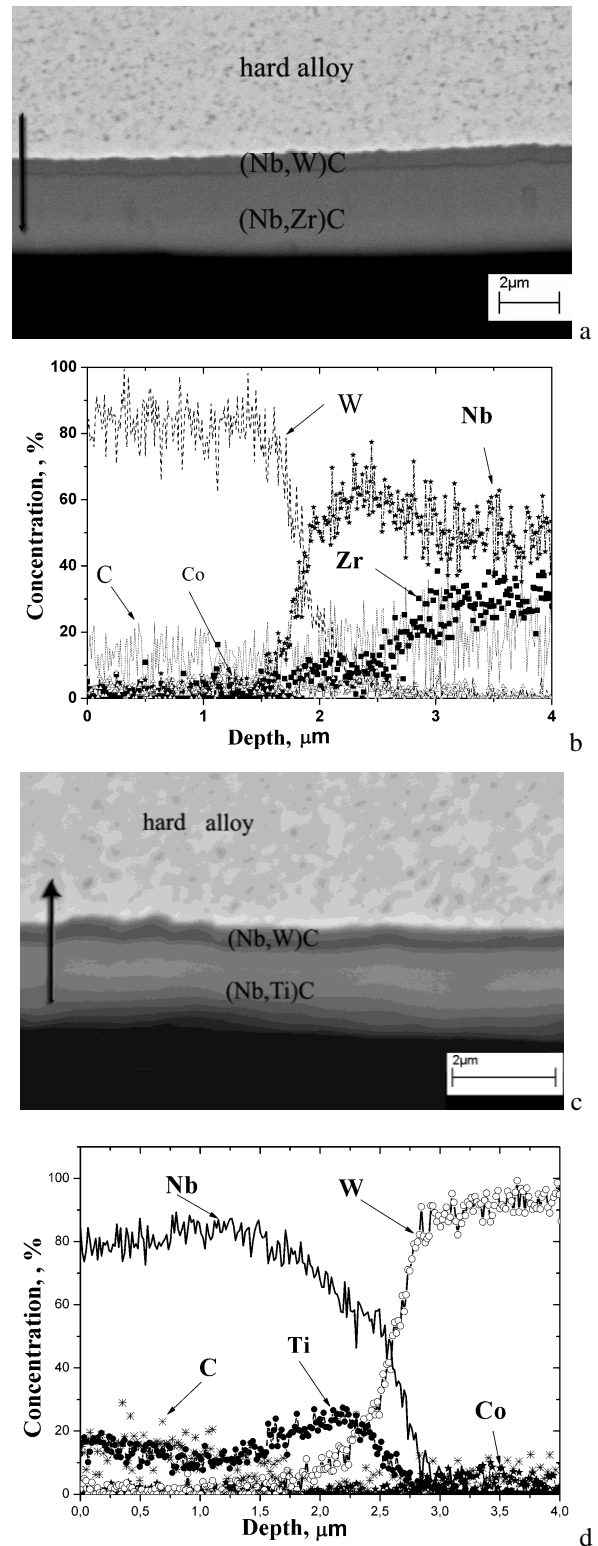 hard alloy
(Nb,W)C
(Nb,Zr)C
2µm
a
100
W
Nb
80
60
Zr
C
Co
40
20
0
Concentration, , %
0 1 2 3 4
Depth, µm
b
hard alloy
(Nb,W)C
(Nb,Ti)C
2µm
c
Nb
W
100
80
60
Ti
C
40
Co
20
0
Concentration, , %
0,0 0,5 1,0 1,5 2,0 2,5 3,0 3,5 4,0
Depth, µm
d